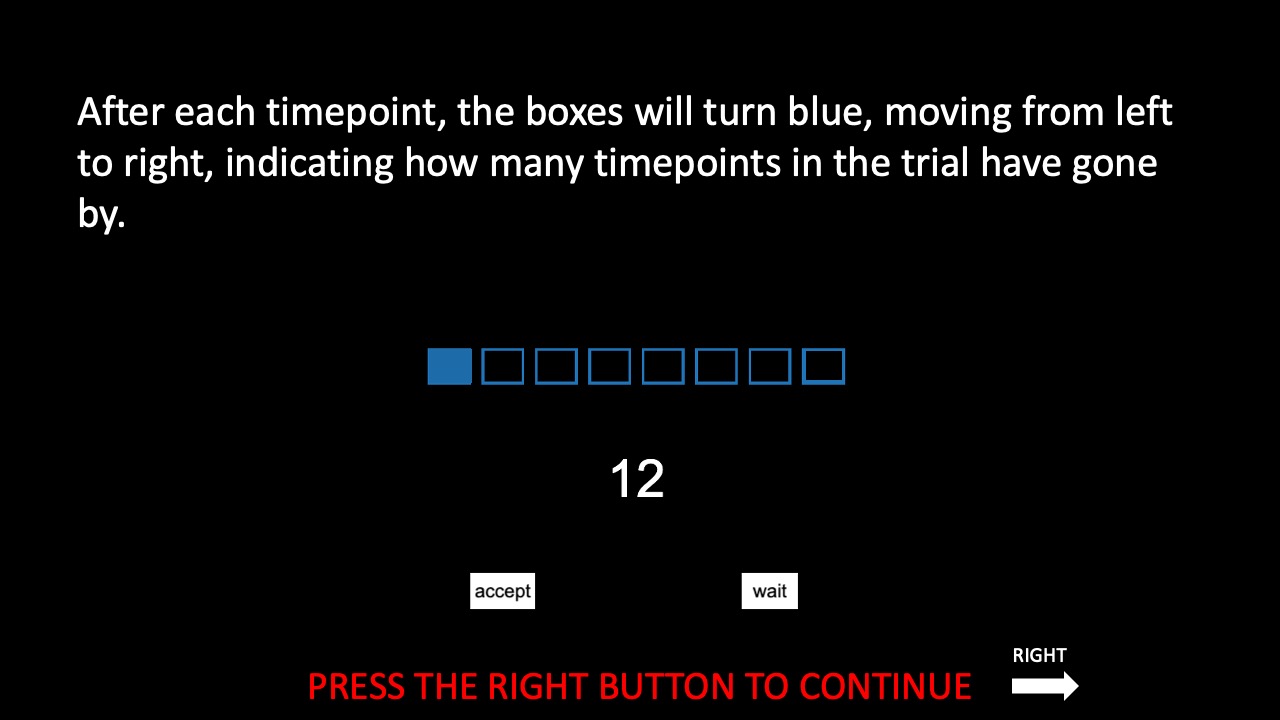 After each timepoint, the boxes will turn blue, moving from left
to right, indicating how many timepoints in the trial have gone
by.
12
accept wait
RIGHT
PRESS THE RIGHT BUTTON TO CONTINUE